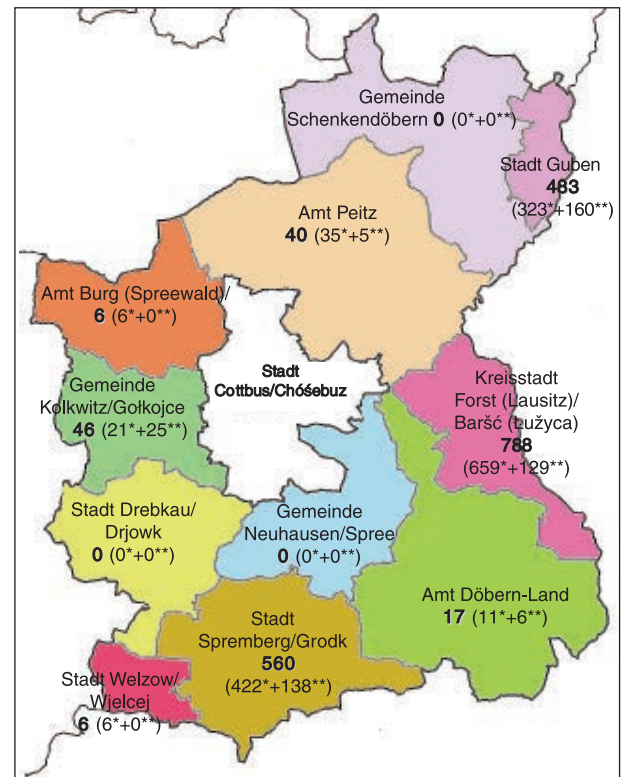 Gemeinde
Schenkendöbern 0 (0*+0**)
Stadt Guben
483
(323*+160**)
Amt Peitz
40 (35*+5**)
Amt Burg (Spreewald)/
6 (6*+0**)
Stadt
Cottbus/Chóśebuz
Gemeinde
Kolkwitz/Gołkojce
46 (21*+25**)
Kreisstadt
Forst (Lausitz)/
Baršć (Łužyca)
788
(659*+129**)
Stadt Drebkau/
Drjowk
0 (0*+0**)
Gemeinde
Neuhausen/Spree
0 (0*+0**)
Amt Döbern-Land
17 (11*+6**)
Stadt
Spremberg/Grodk
560
(422*+138**)
Stadt Welzow/
Wjelcej
6 (6*+0**)